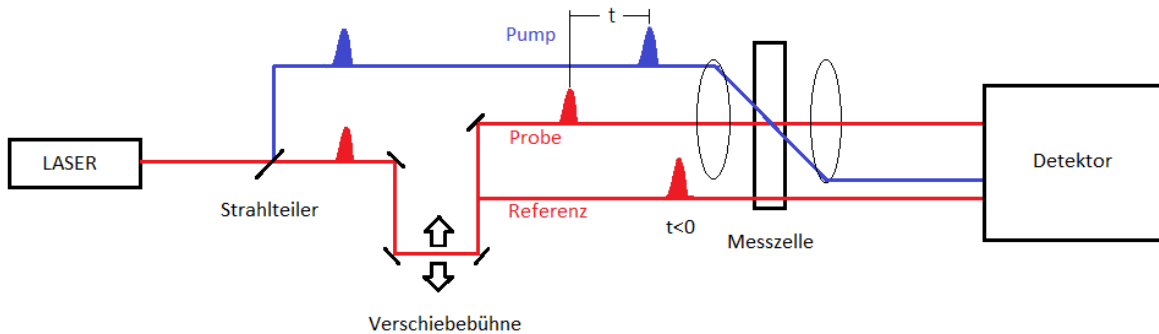 t
Pump
Probe
LASER
Detektor
Strahlteiler
Referenz
t<0
Messzelle
Verschiebebühne